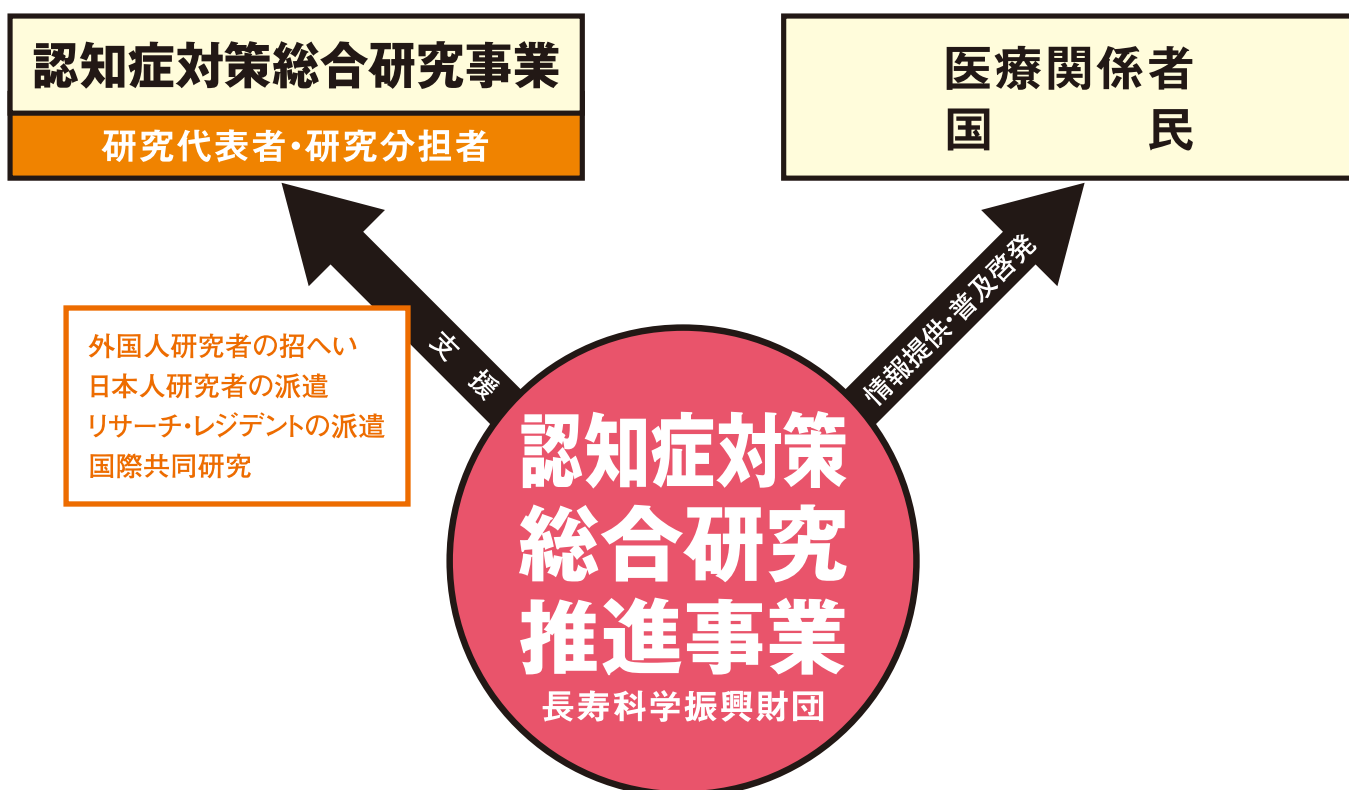 認知症対策総合研究事業
研究代表者・研究分担者
医療関係者
国　　　民
支援
情報提供・普及啓発
外国人研究者の招へい
日本人研究者の派遣
リサーチ・レジデントの派遣
国際共同研究
認知症対策
総合研究
推進事業
長寿科学振興財団